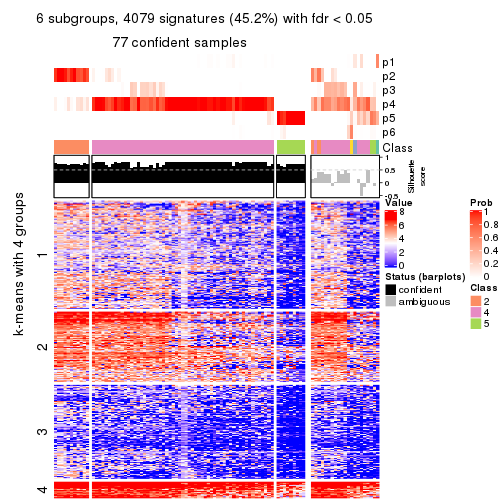 6 subgroups, 4079 signatures (45.2%) with fdr < 0.05
77 confident samples
p1
p2
p3
p4
p5
p6
Class
1
0.5
0
-0.5
Silhouette
score
k-means with 4 groups
1
2
3
4
Value
8
6
4
2
0
Status (barplots)
confident
ambiguous
Prob
1
0.8
0.6
0.4
0.2
0
Class
2
4
5